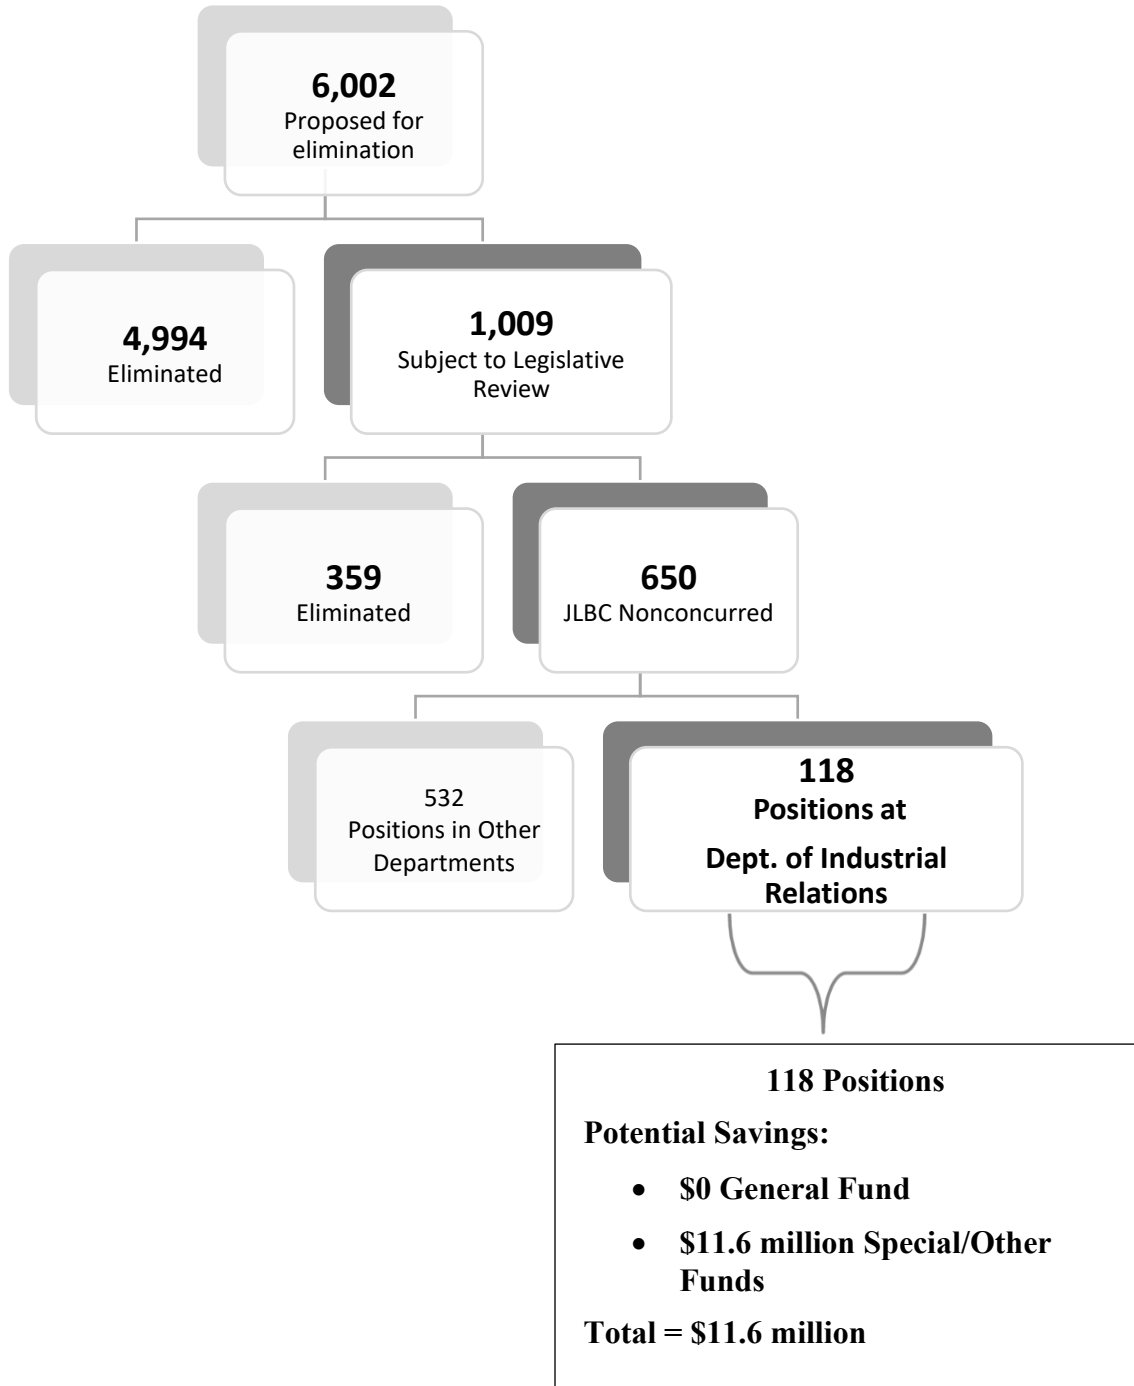 6,002
Proposed for
elimination
4,994
Eliminated
1,009
Subject to Legislative
Review
359
Eliminated
650
JLBC Nonconcurred
532
Positions in Other
Departments
118
Positions at
Dept. of Industrial
Relations
118 Positions
Potential Savings:
• $0 General Fund
• $11.6 million Special/Other
Funds
Total = $11.6 million